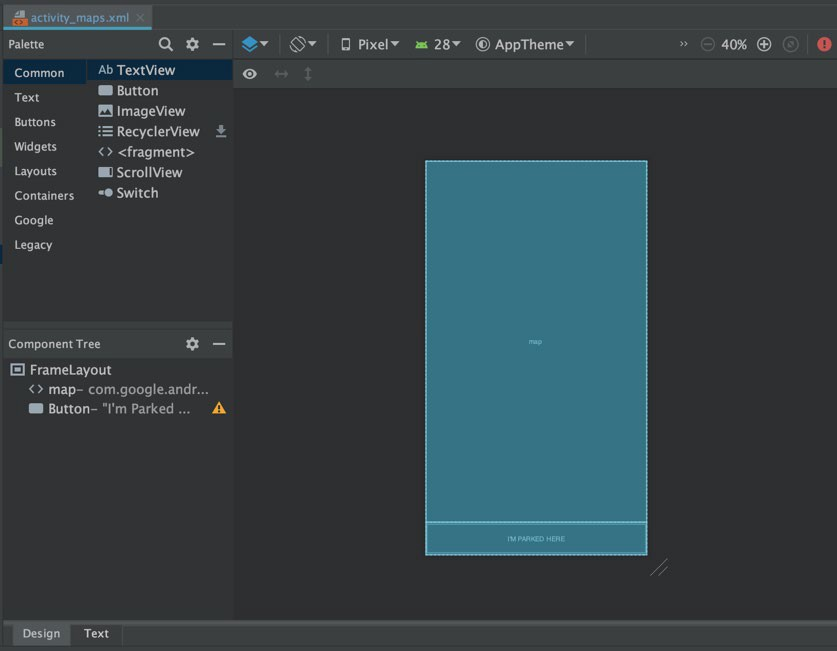 activity_maps.xml
Palette
Pixel
28
AppTheme
40%
Common
Text
Buttons
Widgets
Layouts
Containers
Google
Legacy
Ab TextView
Button
ImageView
RecyclerView
<fragment>
ScrollView
Switch
map
I'M PARKED HERE
Component Tree
FrameLayout
map– com.google.andr...
Button– "I'm Parked ...
Design
Text